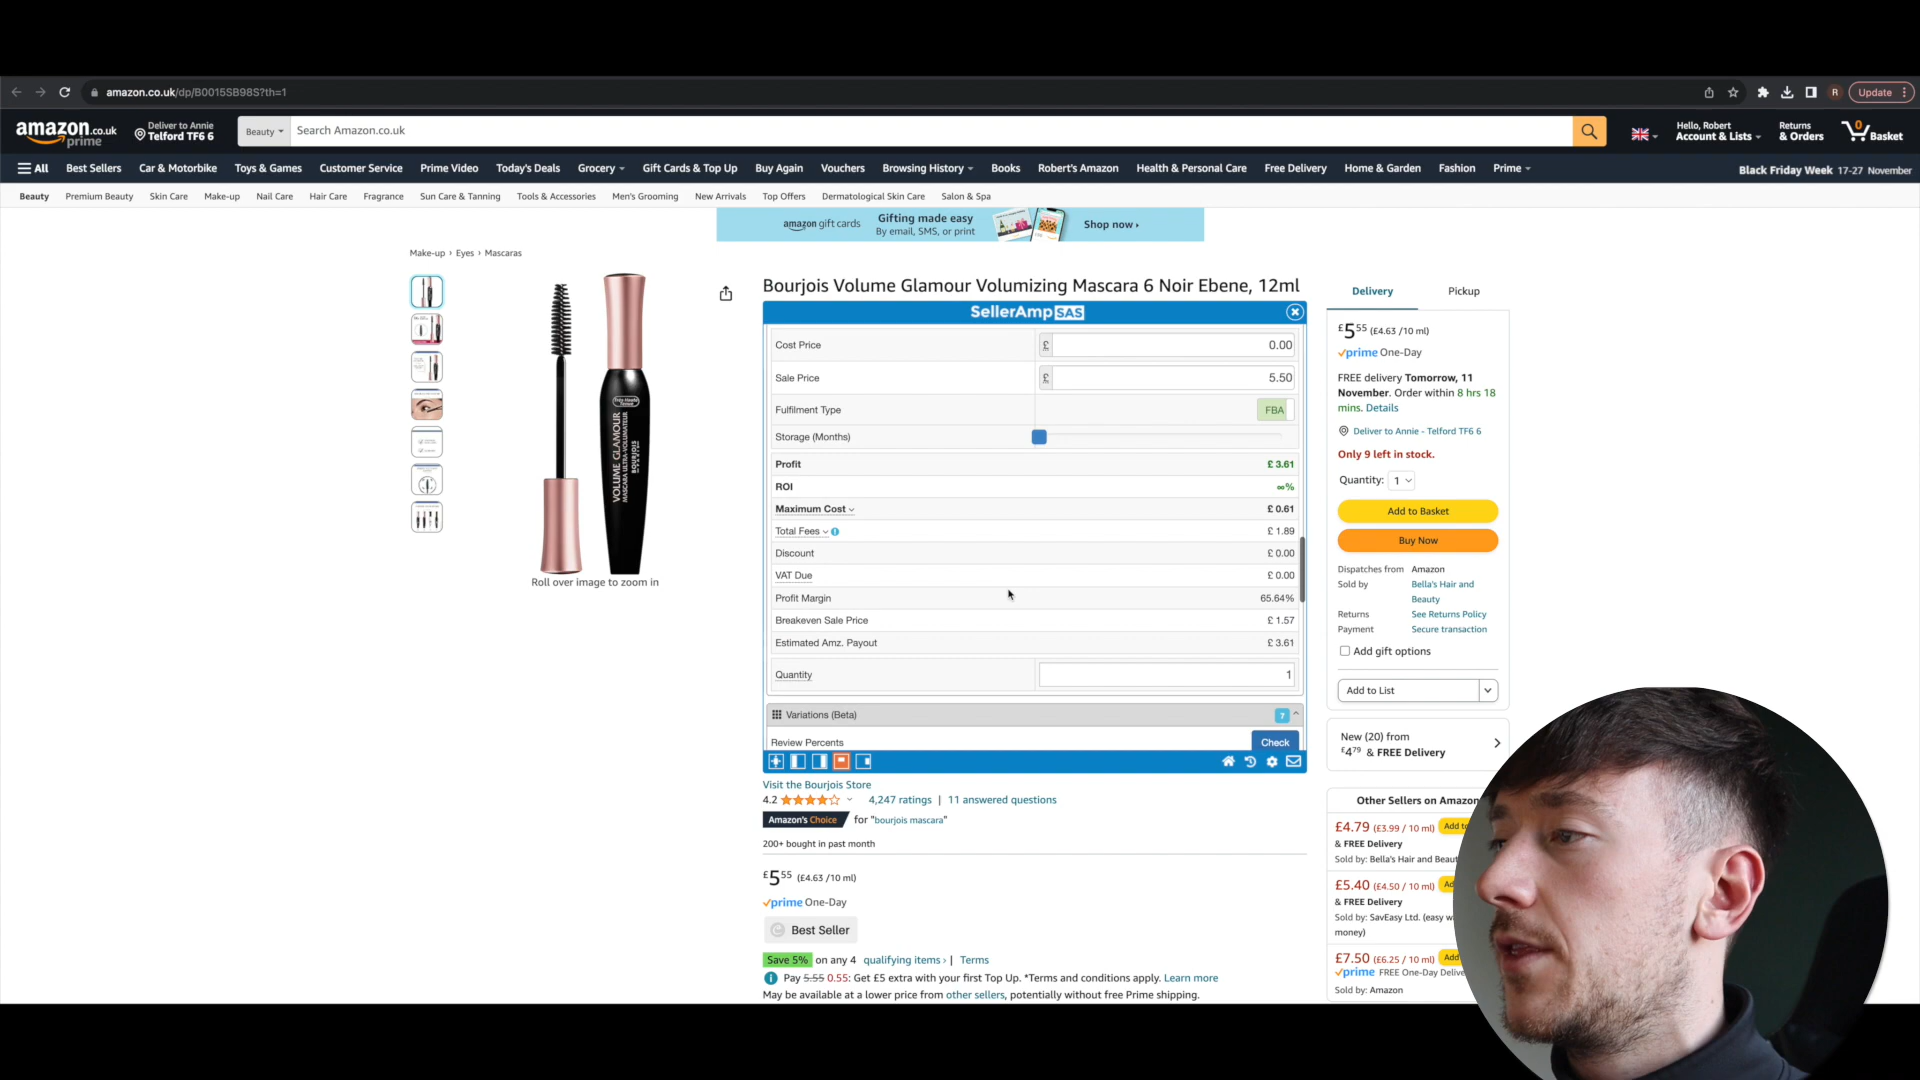 amazon.co.uk/dp/B0015SB98S?th=1
R
Update
amazon.co.uk
prime
Deliver to Annie
Telford TF6 6
Beauty
Search Amazon.co.uk
Hello, Robert
Account & Lists
Returns
& Orders
0
Basket
All
Best Sellers
Car & Motorbike
Toys & Games
Customer Service
Prime Video
Today's Deals
Grocery
Gift Cards & Top Up
Buy Again
Vouchers
Browsing History
Books
Robert's Amazon
Health & Personal Care
Free Delivery
Home & Garden
Fashion
Prime
Black Friday Week 17-27 November
Beauty
Premium Beauty
Skin Care
Make-up
Nail Care
Hair Care
Fragrance
Sun Care & Tanning
Tools & Accessories
Men's Grooming
New Arrivals
Top Offers
Dermatological Skin Care
Salon & Spa
amazon gift cards
Gifting made easy
By email, SMS, or print
Shop now ›
Make-up › Eyes › Mascaras
VOLUME GLAMOUR
MASCARA ULTRA-VOLUMATEUR
BOURJOIS
Roll over image to zoom in
Bourjois Volume Glamour Volumizing Mascara 6 Noir Ebene, 12ml
SellerAmp SAS
Cost Price £ 0.00
Sale Price £ 5.50
Fulfilment Type FBA
Storage (Months)
Profit £ 3.61
ROI ∞%
Maximum Cost £ 0.61
Total Fees £ 1.89
Discount £ 0.00
VAT Due £ 0.00
Profit Margin 65.64%
Breakeven Sale Price £ 1.57
Estimated Amz. Payout £ 3.61
Quantity 1
Variations (Beta) ?
Review Percents Check
Visit the Bourjois Store
4.2 4,247 ratings | 11 answered questions
Amazon's Choice for "bourjois mascara"
200+ bought in past month
£5 55 (£4.63 /10 ml)
prime One-Day
Best Seller
Save 5% on any 4 qualifying items › | Terms
Pay 5.55 0.55: Get £5 extra with your first Top Up. *Terms and conditions apply. Learn more
May be available at a lower price from other sellers, potentially without free Prime shipping.
Delivery
Pickup
£5 55 (£4.63 /10 ml)
prime One-Day
FREE delivery Tomorrow, 11
November. Order within 8 hrs 18
mins. Details
Deliver to Annie - Telford TF6 6
Only 9 left in stock.
Quantity: 1
Add to Basket
Buy Now
Dispatches from Amazon
Sold by Bella's Hair and
Beauty
Returns See Returns Policy
Payment Secure transaction
Add gift options
Add to List
New (20) from
£4 79 & FREE Delivery
Other Sellers on Amazon
£4.79 (£3.99 / 10 ml) Add to
& FREE Delivery
Sold by: Bella's Hair and Beaut
£5.40 (£4.50 / 10 ml) Ad
& FREE Delivery
Sold by: SavEasy Ltd. (easy w
money)
£7.50 (£6.25 / 10 ml) Add
prime FREE One-Day Delive
Sold by: Amazon